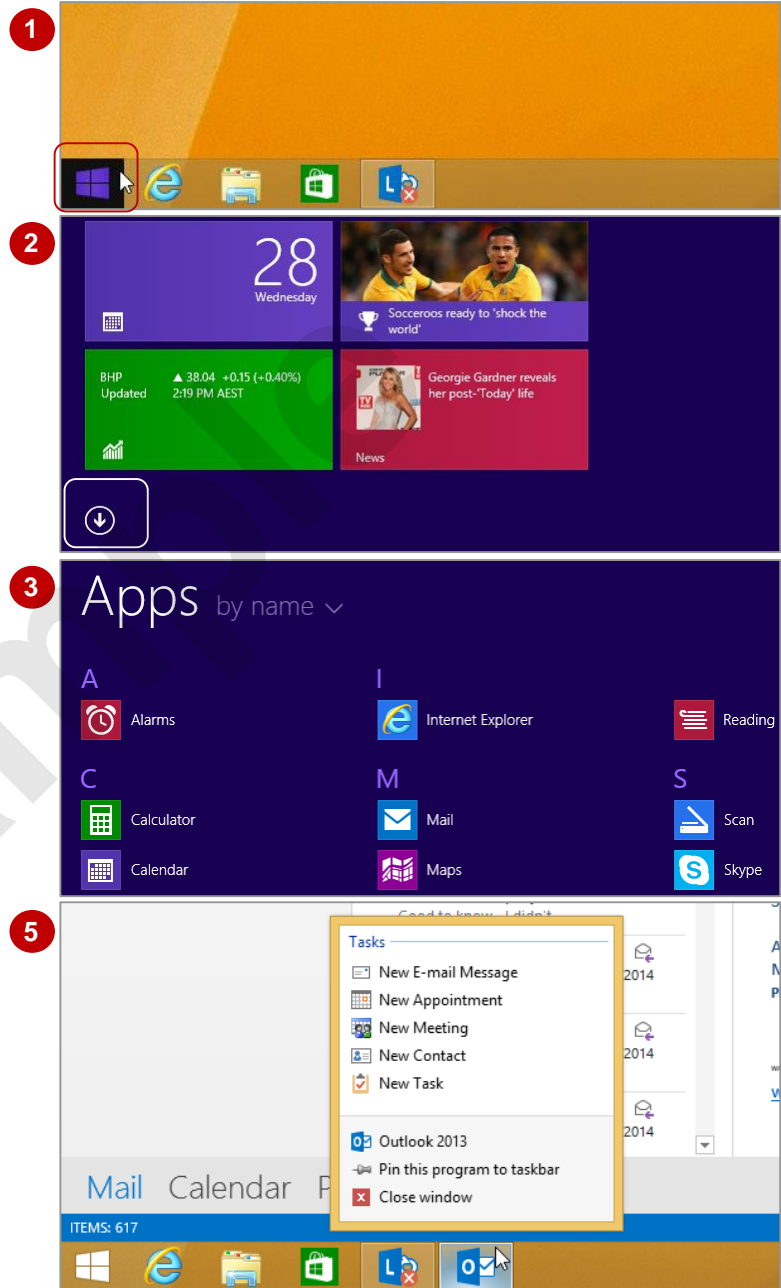 1
2
28
Wednesday
Socceroos ready to 'shock the
world'
BHP ▲ 38.04 +0.15 (+0.40%)
Updated 2:19 PM AEST
Georgie Gardner reveals
her post-'Today' life
News
3
Apps by name
A
I
Alarms
Internet Explorer
Reading
C
M
S
Calculator
Mail
Scan
Calendar
Maps
Skype
5
Tasks
New E-mail Message
2014
New Appointment
New Meeting
2014
New Contact
New Task
2014
Outlook 2013
Pin this program to taskbar
Close window
Mail Calendar P
ITEMS: 617